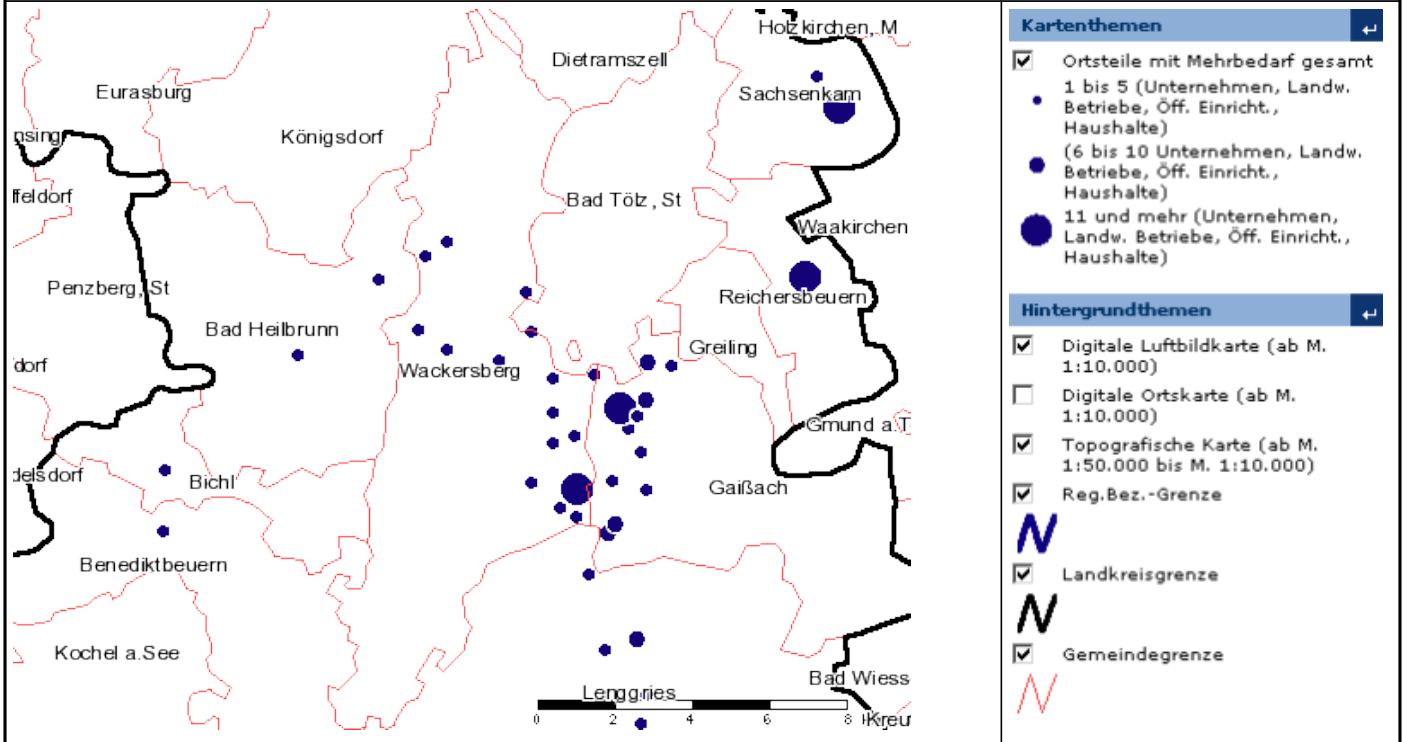 Holzkirchen, M
Dietramszell
Eurasburg
Sachsenkam
Königsdorf
nsing
ffeldorf
Bad Tölz, St
Waakirchen
Penzberg, St
Reichersbeuern
Bad Heilbrunn
Greiling
dorf
Wackersberg
Gmund a.T
delsdorf
Bichl
Gaißach
Benediktbeuern
Kochel a.See
Bad Wiess
Lenggries
0 2 4 6 8
Kreut
Kartenthemen
Ortsteile mit Mehrbedarf gesamt
1 bis 5 (Unternehmen, Landw.
Betriebe, Öff. Einricht.,
Haushalte)
(6 bis 10 Unternehmen, Landw.
Betriebe, Öff. Einricht.,
Haushalte)
11 und mehr (Unternehmen,
Landw. Betriebe, Öff. Einricht.,
Haushalte)
Hintergrundthemen
Digitale Luftbildkarte (ab M.
1:10.000)
Digitale Ortskarte (ab M.
1:10.000)
Topografische Karte (ab M.
1:50.000 bis M. 1:10.000)
Reg.Bez.-Grenze
Landkreisgrenze
Gemeindegrenze